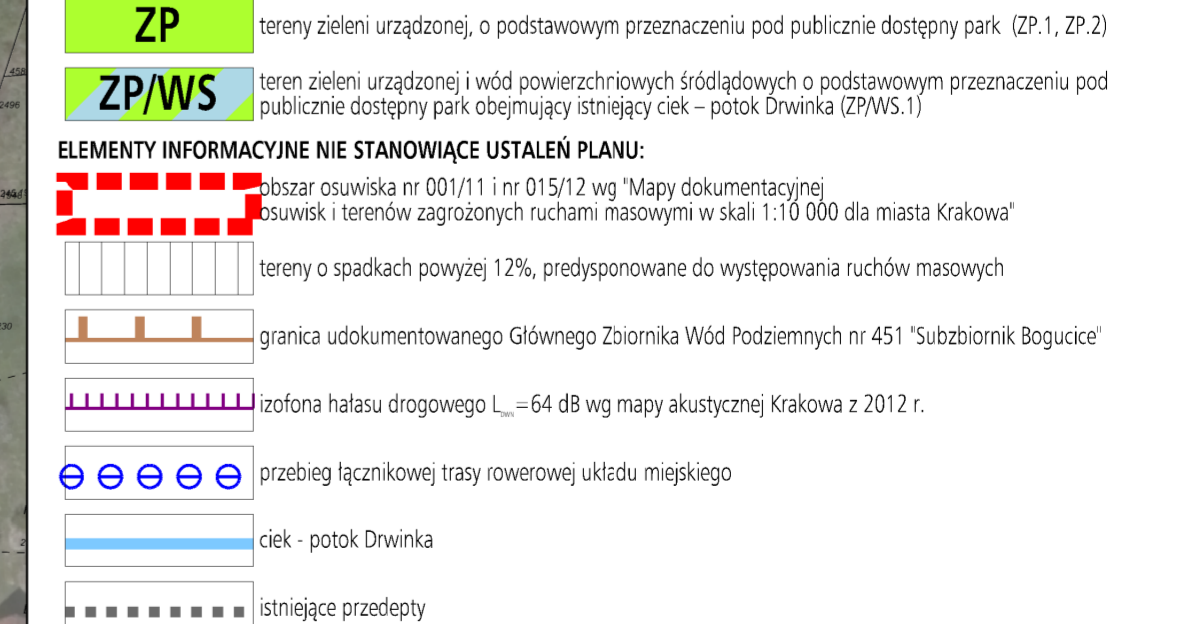 ZP
tereny zieleni urządzonej, o podstawowym przeznaczeniu pod publicznie dostępny park (ZP.1, ZP.2)
458
2496
ZP/WS
teren zieleni urządzonej i wód powierzchniowych śródlądowych o podstawowym przeznaczeniu pod
publicznie dostępny park obejmujący istniejący ciek – potok Drwinka (ZP/WS.1)
ELEMENTY INFORMACYJNE NIE STANOWIĄCE USTALEŃ PLANU:
obszar osuwiska nr 001/11 i nr 015/12 wg "Mapy dokumentacyjnej
osuwisk i terenów zagrożonych ruchami masowymi w skali 1:10 000 dla miasta Krakowa"
tereny o spadkach powyżej 12%, predysponowane do występowania ruchów masowych
granica udokumentowanego Głównego Zbiornika Wód Podziemnych nr 451 "Subzbiornik Bogucice"
izofona hałasu drogowego LDWN=64 dB wg mapy akustycznej Krakowa z 2012 r.
przebieg łącznikowej trasy rowerowej układu miejskiego
ciek - potok Drwinka
istniejące przedepty